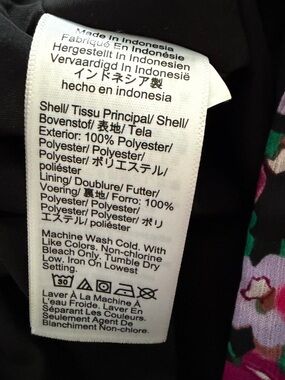 Made In Indonesia
Fabriqué En Indonésie
Hergestellt In Indonesien
Vervaardigd In Indonesië
インドネシア製
hecho en indonesia
Shell/ Tissu Principal/ Shell/
Bovenstof/ 表地/ Tela
Exterior: 100% Polyester/
Polyester/ Polyester/
Polyester/ ポリエステル/
poliéster
Lining/ Doublure/ Futter/
Voering/ 裏地/ Forro: 100%
Polyester/ Polyester/
Polyester/ Polyester/ ポリ
エステル/ poliéster
Machine Wash Cold. With
Like Colors. Non-chlorine
Bleach Only. Tumble Dry
Low. Iron On Lowest
Setting.
30
Laver À La Machine À
L'eau Froide. Laver En
Séparant Les Couleurs.
Seulement Agent De
Blanchiment Non-chlore.